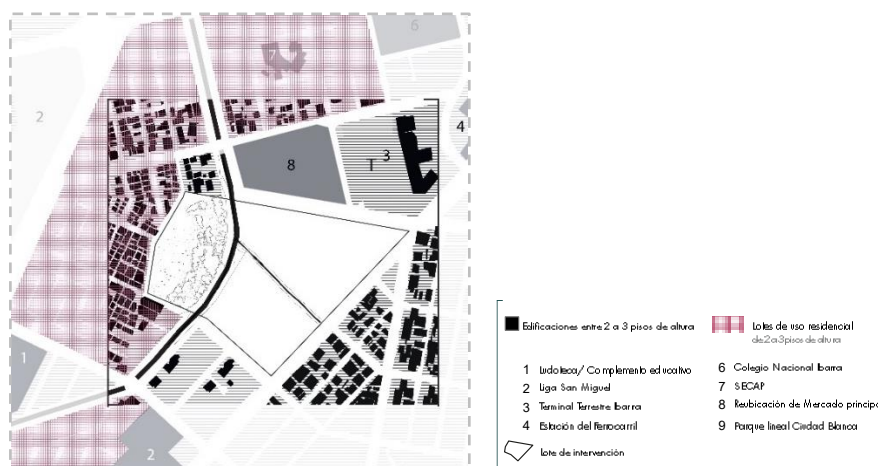 6
7
2
4
3
T
8
1
2
Edificaciones entre 2 a 3 pisos de altura
Lotes de uso residencial
de 2 a 3 pisos de altura
1 Ludoteca/ Complemento educativo
2 Liga San Miguel
3 Terminal Terrestre Ibarra
4 Estación del Ferrocarril
Lote de intervención
6 Colegio Nacional Ibarra
7 SECAP
8 Reubicación de Mercado principa
9 Parque lineal Ciudad Blanca